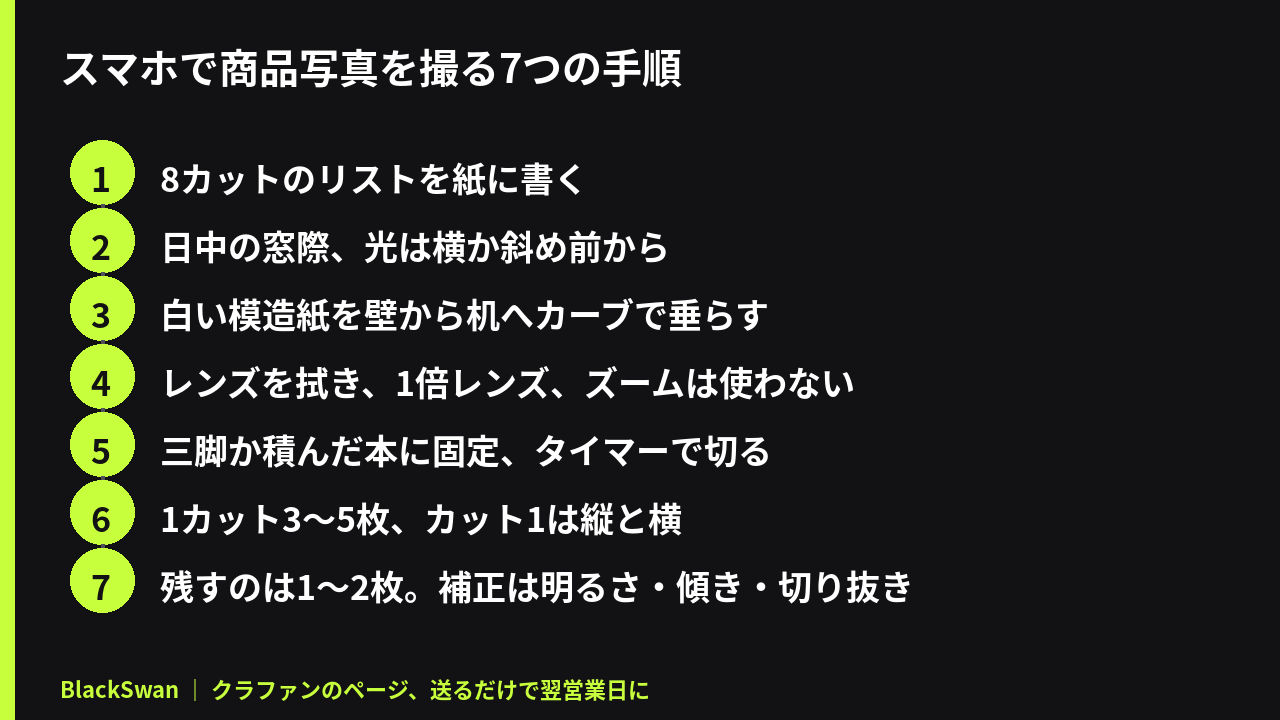 スマホで商品写真を撮る7つの手順
1 8カットのリストを紙に書く
2 日中の窓際、光は横か斜め前から
3 白い模造紙を壁から机へカーブで垂らす
4 レンズを拭き、1倍レンズ、ズームは使わない
5 三脚か積んだ本に固定、タイマーで切る
6 1カット3〜5枚、カット1は縦と横
7 残すのは1〜2枚。補正は明るさ・傾き・切り抜き
BlackSwan｜クラファンのページ、送るだけで翌営業日に